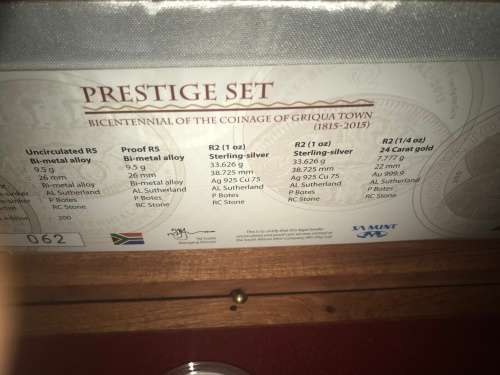 PRESTIGE SET
BICENTENNIAL OF THE COINAGE OF GRIQUA TOWN
(1815-2015)
Uncirculated R5
Bi-metal alloy
9.5 g
26 mm
Bi-metal alloy
AL Sutherland
P Botes
RC Stone
Proof R5
Bi-metal alloy
9.5 g
26 mm
Bi-metal alloy
AL Sutherland
P Botes
RC Stone
200
R2 (1 oz)
Sterling-silver
33.626 g
38.725 mm
Ag 925 Cu 75
AL Sutherland
P Botes
RC Stone
R2 (1 oz)
Sterling-silver
33.626 g
38.725 mm
Ag 925 Cu 75
AL Sutherland
P Botes
RC Stone
R2 (1/4 oz)
24 Carat gold
7.777 g
22 mm
Au 999.9
AL Sutherland
P Botes
RC Stone
062
SA MINT